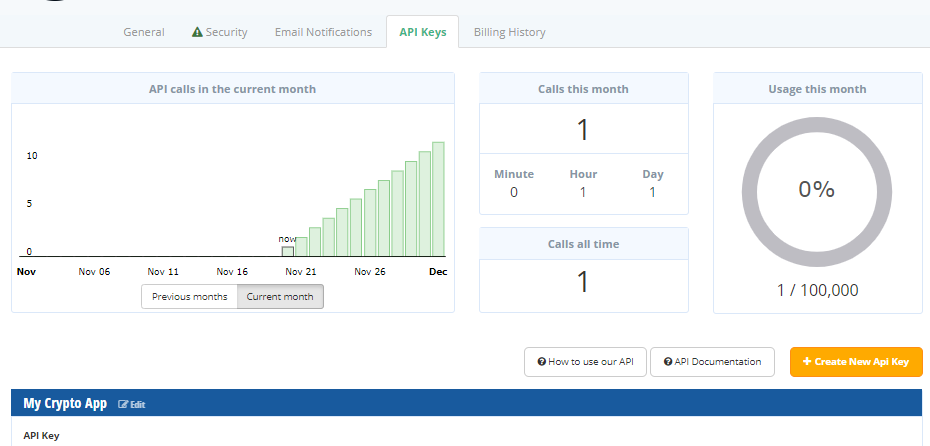 General
Security
Email Notifications
API Keys
Billing History
API calls in the current month
10
5
0
now
Nov
Nov 06
Nov 11
Nov 16
Nov 21
Nov 26
Dec
Previous months
Current month
Calls this month
1
Minute Hour Day
0 1 1
Calls all time
1
Usage this month
0%
1 / 100,000
How to use our API
API Documentation
+ Create New Api Key
My Crypto App Edit
API Key